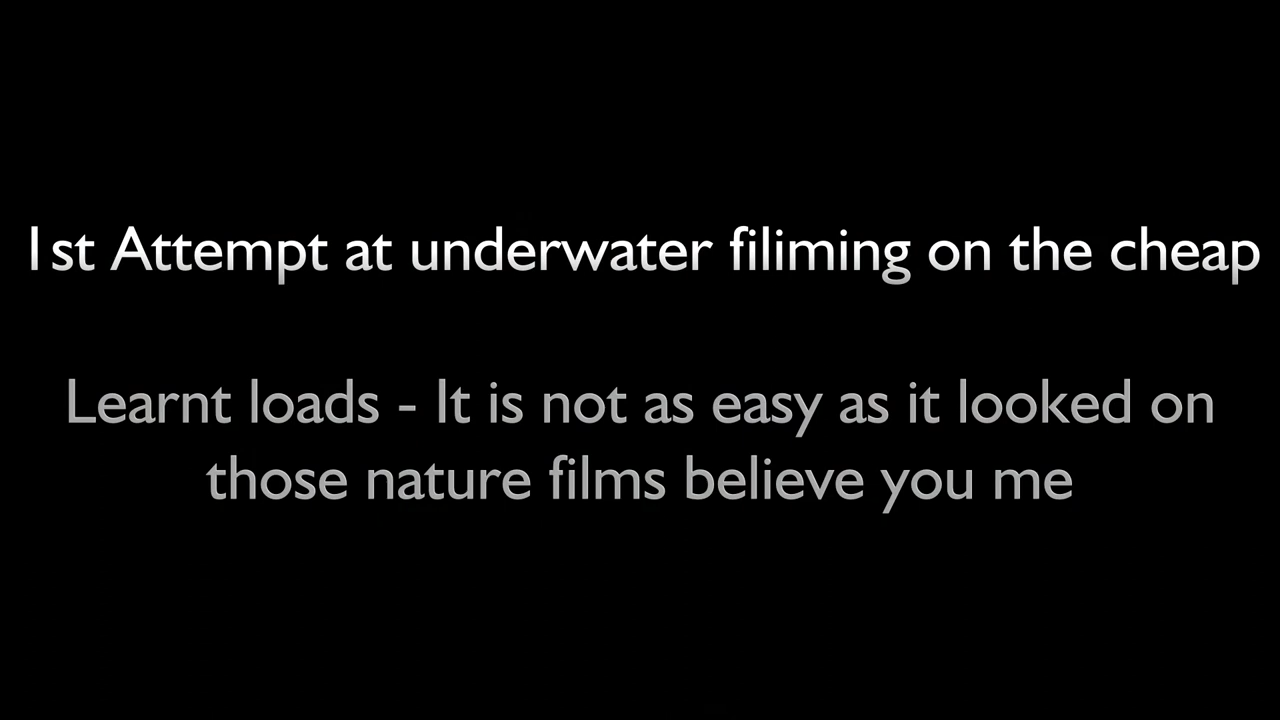 1st Attempt at underwater filiming on the cheap
Learnt loads - It is not as easy as it looked on
those nature films believe you me